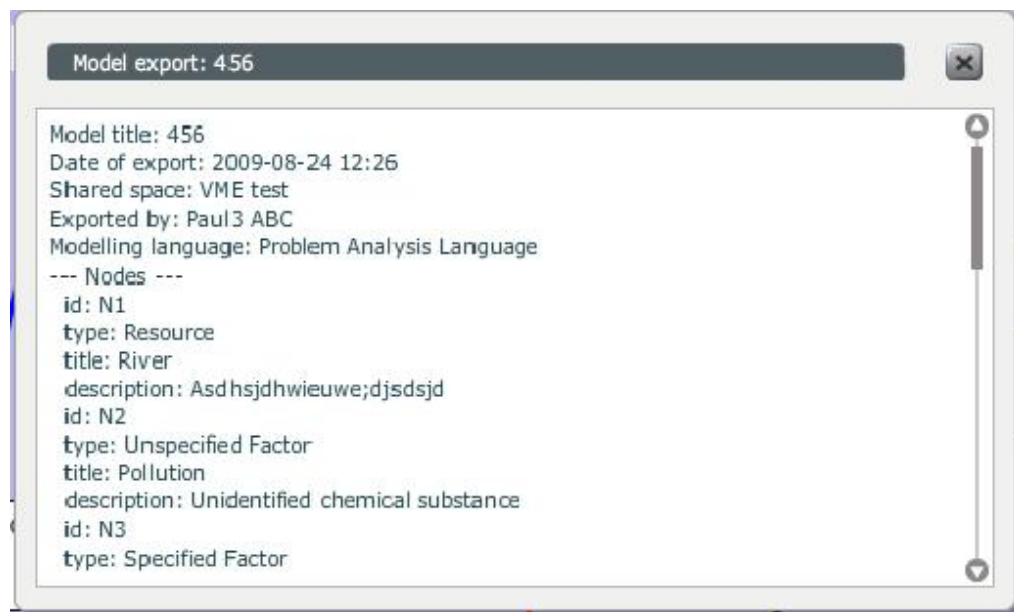 Model export: 456
Model title: 456
Date of export: 2009-08-24 12:26
Shared space: VME test
Exported by: Paul3 ABC
Modelling language: Problem Analysis Language
--- Nodes ---
id: N1
type: Resource
title: River
description: Asdhsjdhwieuwe;djsdsjd
id: N2
type: Unspecified Factor
title: Pollution
description: Unidentified chemical substance
id: N3
type: Specified Factor